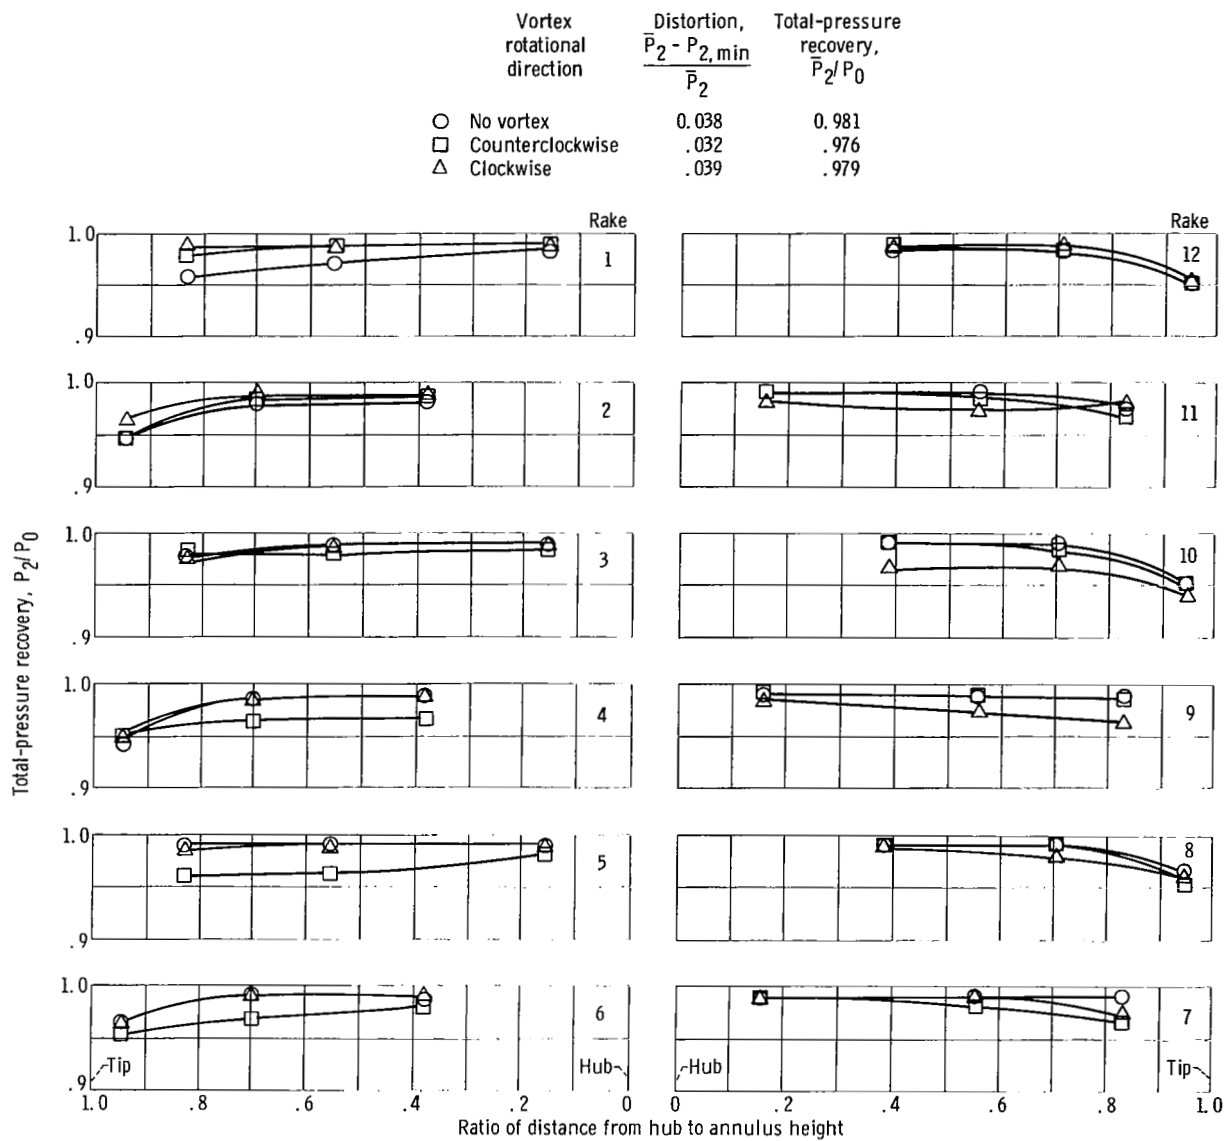 Vortex rotational direction
Distortion, P̅2 - P2, min / P̅2
Total-pressure recovery, P̅2/P0
○ No vortex 0.038 0.981
□ Counterclockwise .032 .976
△ Clockwise .039 .979
Total-pressure recovery, P2/P0
Rake
1.0
1
.9
1.0
2
.9
1.0
3
.9
1.0
4
.9
1.0
5
.9
1.0
6
Tip Hub
.9
1.0 .8 .6 .4 .2 0
Rake
12
11
10
9
8
7
Hub Tip
0 .2 .4 .6 .8 1.0
Ratio of distance from hub to annulus height